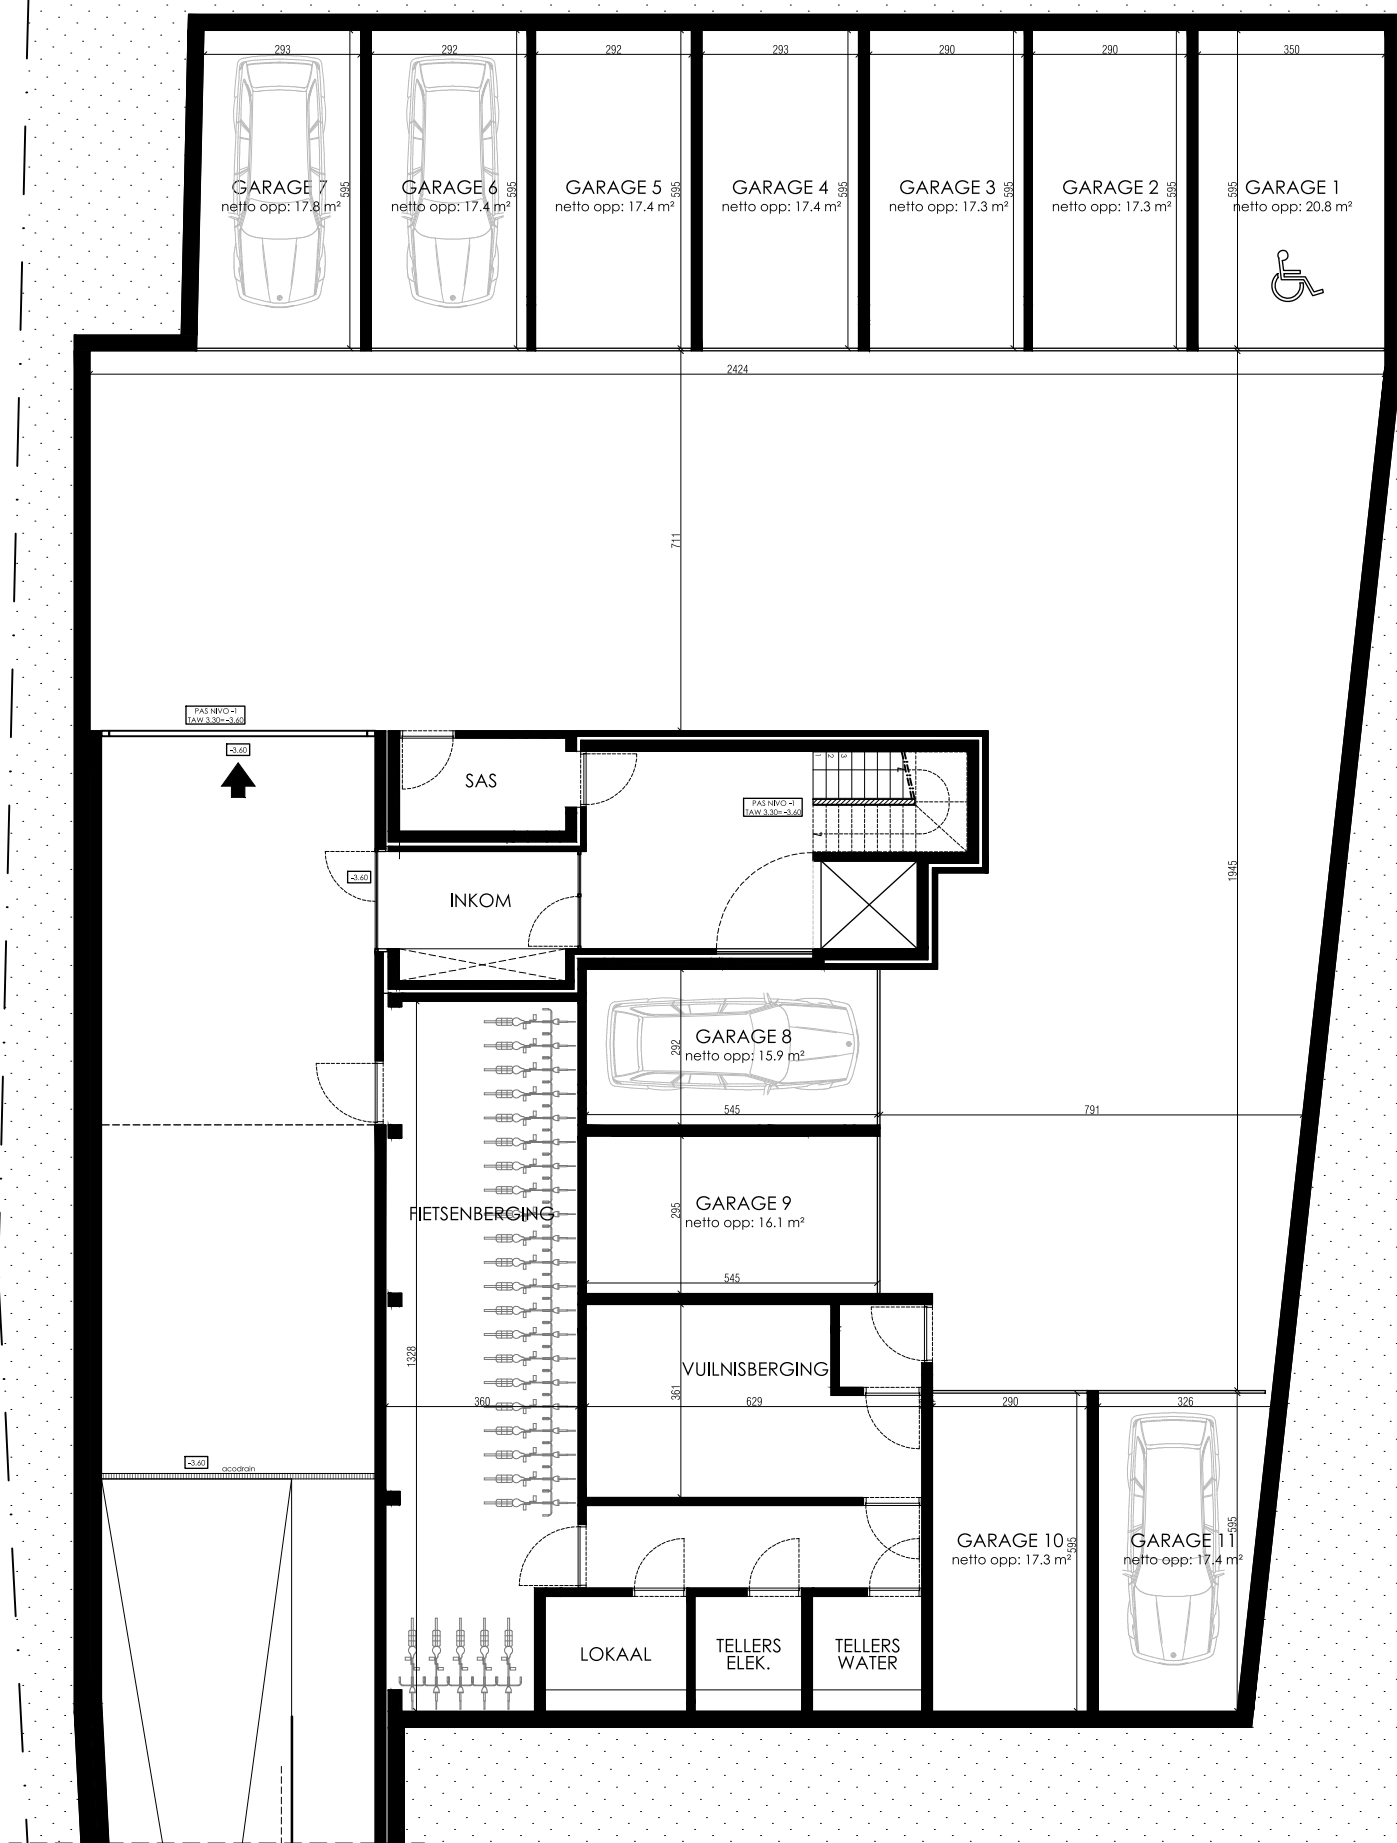 293
292
292
293
290
290
350
GARAGE 7
netto opp: 17.8 m²
595
GARAGE 6
netto opp: 17.4 m²
595
GARAGE 5
netto opp: 17.4 m²
595
GARAGE 4
netto opp: 17.4 m²
595
GARAGE 3
netto opp: 17.3 m²
595
GARAGE 2
netto opp: 17.3 m²
595
GARAGE 1
netto opp: 20.8 m²
595
2424
711
PAS NIVO -1
TAW 3.30= -3.60
-3.60
SAS
1
2
3
PAS NIVO -1
TAW 3.30= -3.60
-3.60
INKOM
1945
GARAGE 8
netto opp: 15.9 m²
292
545
791
FIETSENBERGING
GARAGE 9
netto opp: 16.1 m²
295
545
1328
VUILNISBERGING
361
360
629
290
326
-3.60
acodrain
GARAGE 10
netto opp: 17.3 m²
595
GARAGE 11
netto opp: 17.4 m²
595
LOKAAL
TELLERS
ELEK.
TELLERS
WATER